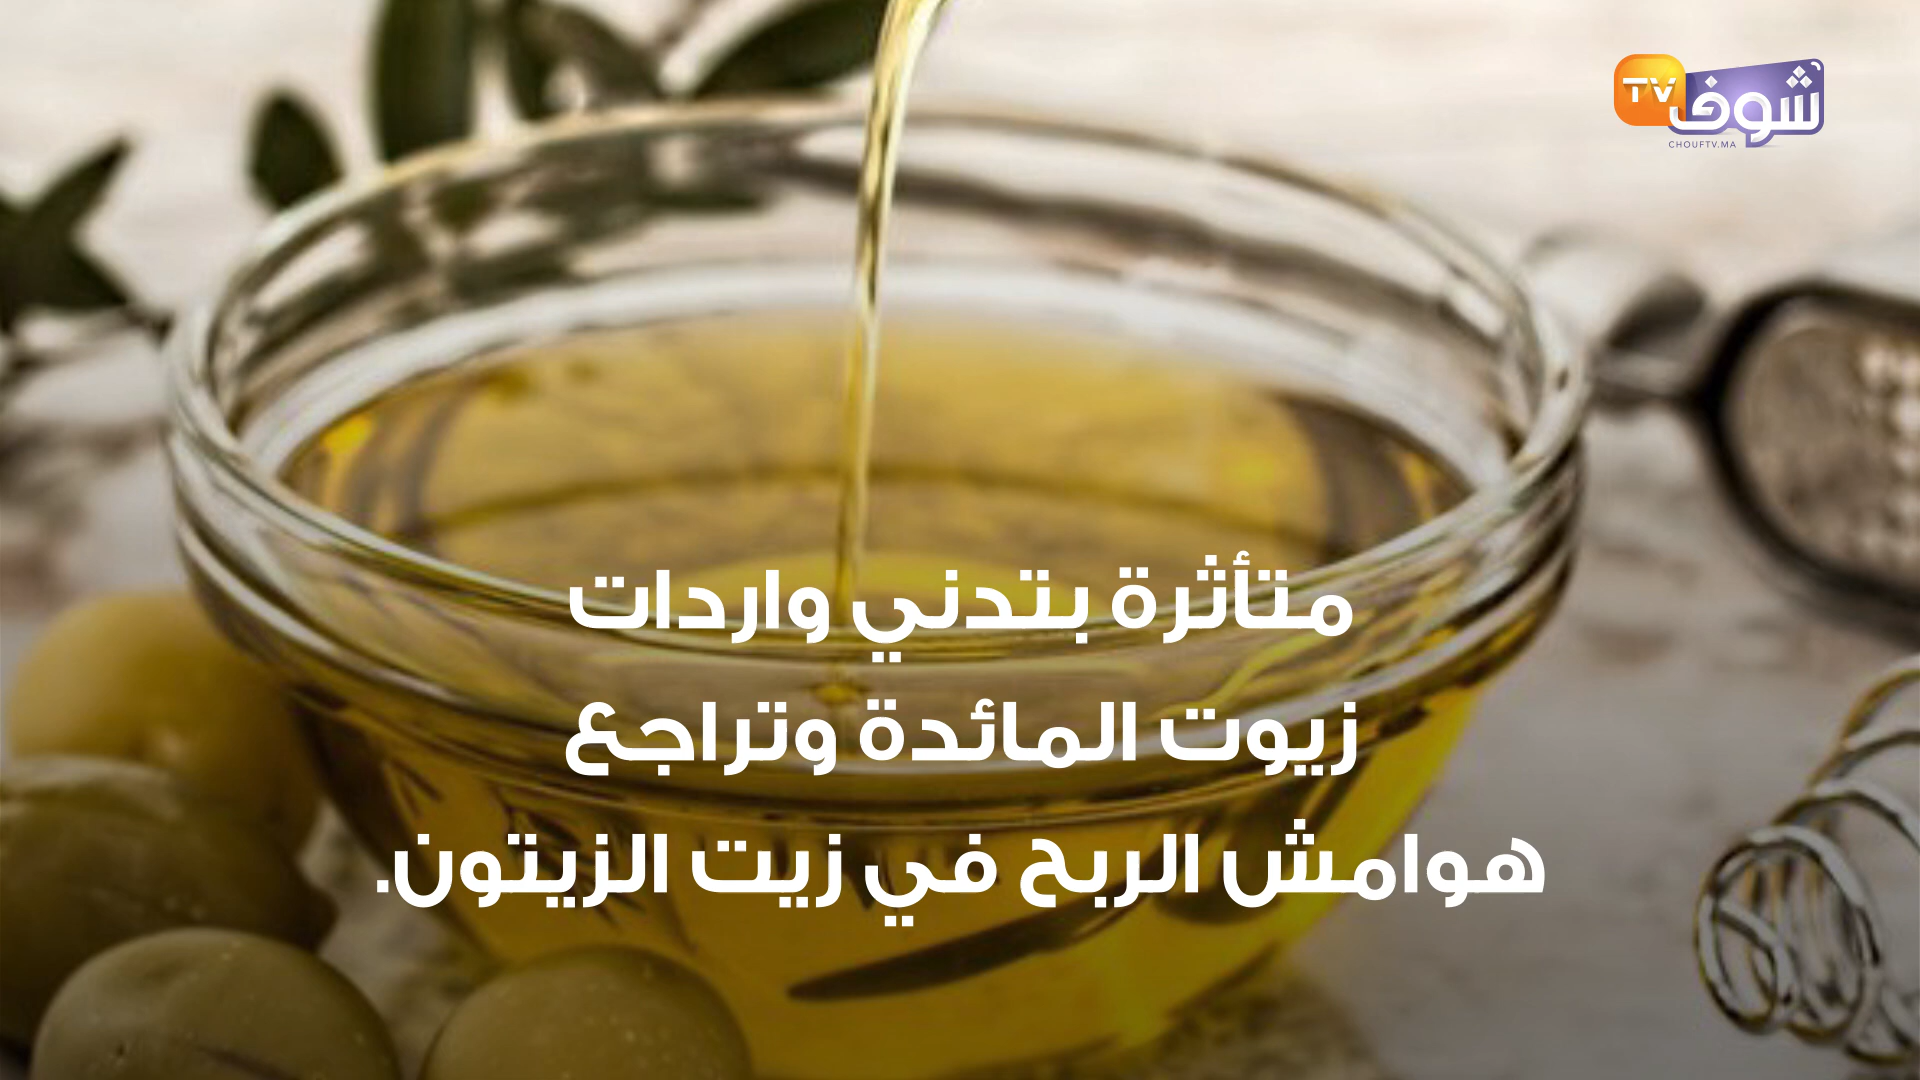 شوف TV
CHOUFTV.MA
متأثرة بتدني واردات
زيوت المائدة وتراجع
هوامش الربح في زيت الزيتون.